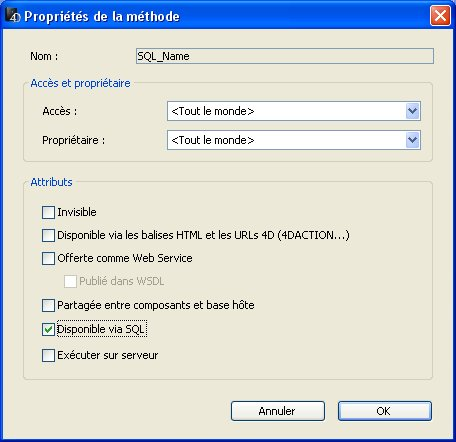 4D Propriétés de la méthode
Nom : SQL_Name
Accès et propriétaire
Accès : <Tout le monde>
Propriétaire : <Tout le monde>
Attributs
Invisible
Disponible via les balises HTML et les URLs 4D (4DACTION...)
Offerte comme Web Service
Publié dans WSDL
Partagée entre composants et base hôte
Disponible via SQL
Exécuter sur serveur
Annuler OK